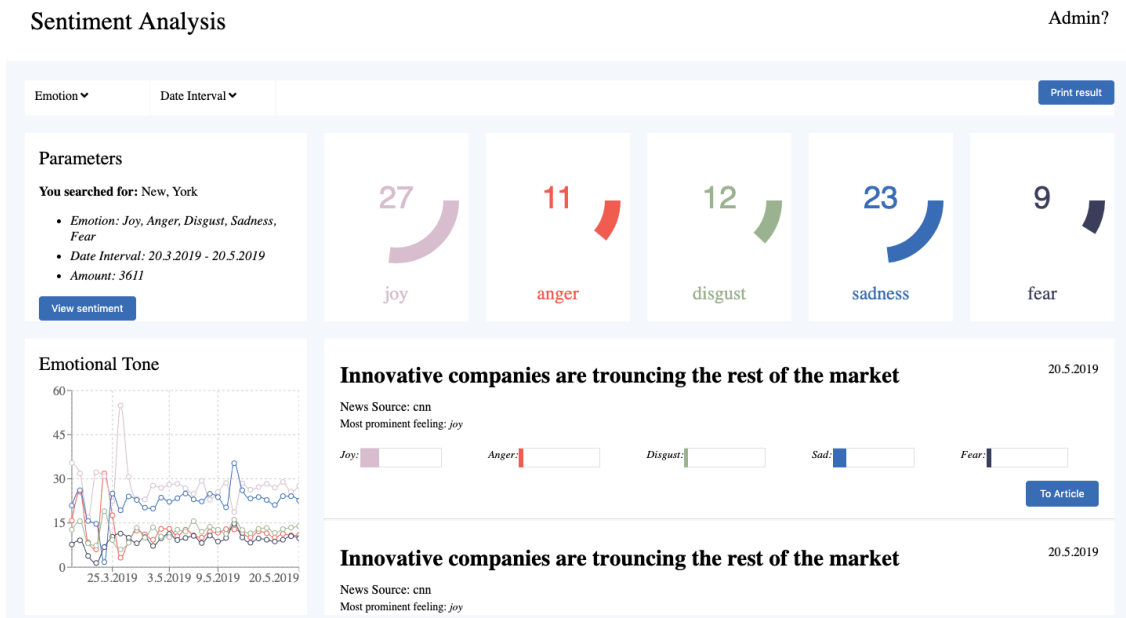 Sentiment Analysis
Admin?
Emotion
Date Interval
Print result
Parameters
You searched for: New, York
Emotion: Joy, Anger, Disgust, Sadness,
Fear
Date Interval: 20.3.2019 - 20.5.2019
Amount: 3611
View sentiment
27
joy
11
anger
12
disgust
23
sadness
9
fear
Emotional Tone
60
45
30
15
0
25.3.2019 3.5.2019 9.5.2019 20.5.2019
Innovative companies are trouncing the rest of the market
20.5.2019
News Source: cnn
Most prominent feeling: joy
Joy: Anger: Disgust: Sad: Fear:
To Article
Innovative companies are trouncing the rest of the market
20.5.2019
News Source: cnn
Most prominent feeling: joy